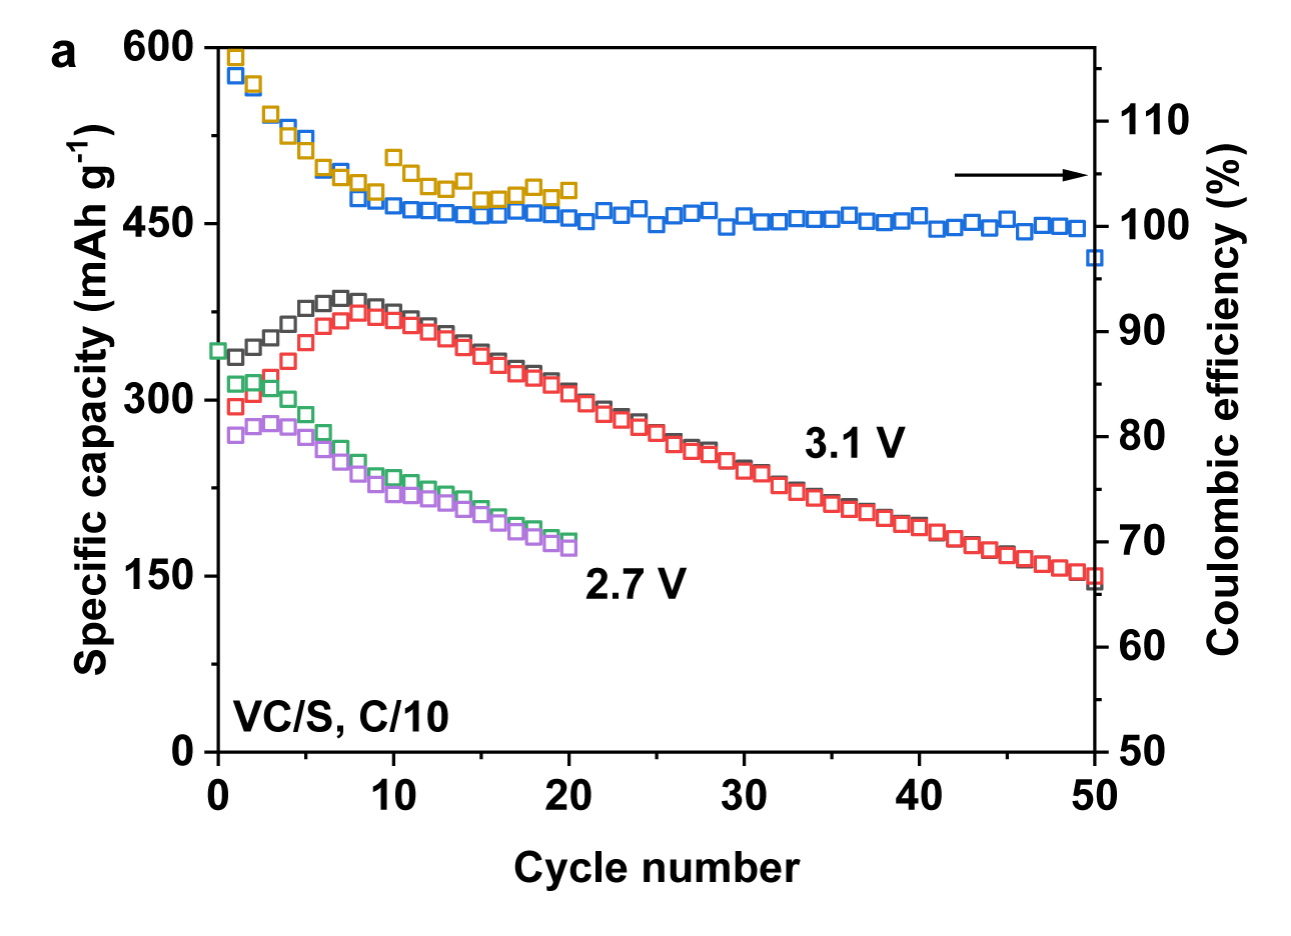 a
600
450
300
150
0
Specific capacity (mAh g-1)
110
100
90
80
70
60
50
Coulombic efficiency (%)
3.1 V
2.7 V
VC/S, C/10
0 10 20 30 40 50
Cycle number